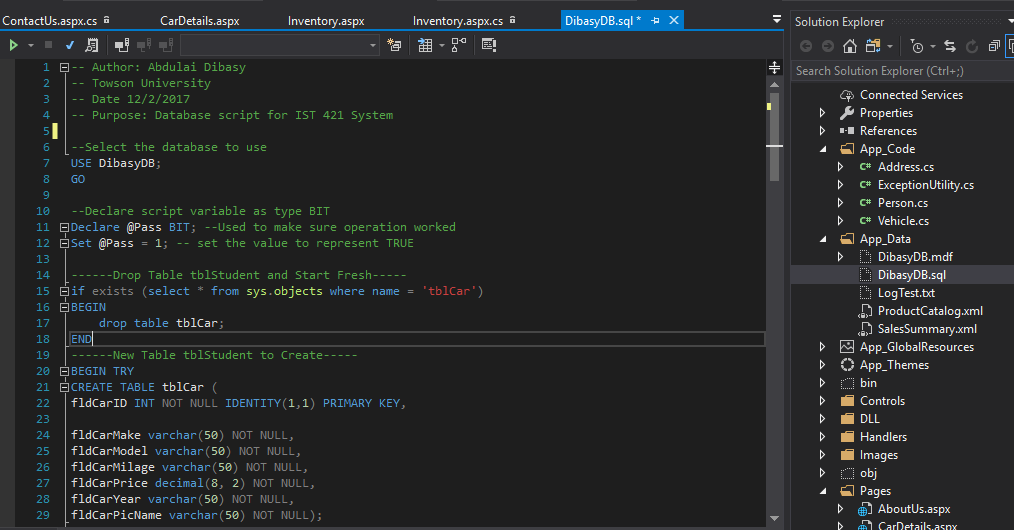 ContactUs.aspx.cs
CarDetails.aspx
Inventory.aspx
Inventory.aspx.cs
DibasyDB.sql *
1 -- Author: Abdulai Dibasy
2 -- Towson University
3 -- Date 12/2/2017
4 -- Purpose: Database script for IST 421 System
5
6 --Select the database to use
7 USE DibasyDB;
8 GO
9
10 --Declare script variable as type BIT
11 Declare @Pass BIT; --Used to make sure operation worked
12 Set @Pass = 1; -- set the value to represent TRUE
13
14 ------Drop Table tblStudent and Start Fresh-----
15 if exists (select * from sys.objects where name = 'tblCar')
16 BEGIN
17 drop table tblCar;
18 END
19 ------New Table tblStudent to Create-----
20 BEGIN TRY
21 CREATE TABLE tblCar (
22 fldCarID INT NOT NULL IDENTITY(1,1) PRIMARY KEY,
23
24 fldCarMake varchar(50) NOT NULL,
25 fldCarModel varchar(50) NOT NULL,
26 fldCarMilage varchar(50) NOT NULL,
27 fldCarPrice decimal(8, 2) NOT NULL,
28 fldCarYear varchar(50) NOT NULL,
29 fldCarPicName varchar(50) NOT NULL);
Solution Explorer
Search Solution Explorer (Ctrl+;)
Connected Services
Properties
References
App_Code
C# Address.cs
C# ExceptionUtility.cs
C# Person.cs
C# Vehicle.cs
App_Data
DibasyDB.mdf
DibasyDB.sql
LogTest.txt
ProductCatalog.xml
SalesSummary.xml
App_GlobalResources
App_Themes
bin
Controls
DLL
Handlers
Images
obj
Pages
AboutUs.aspx
CarDetails.aspx